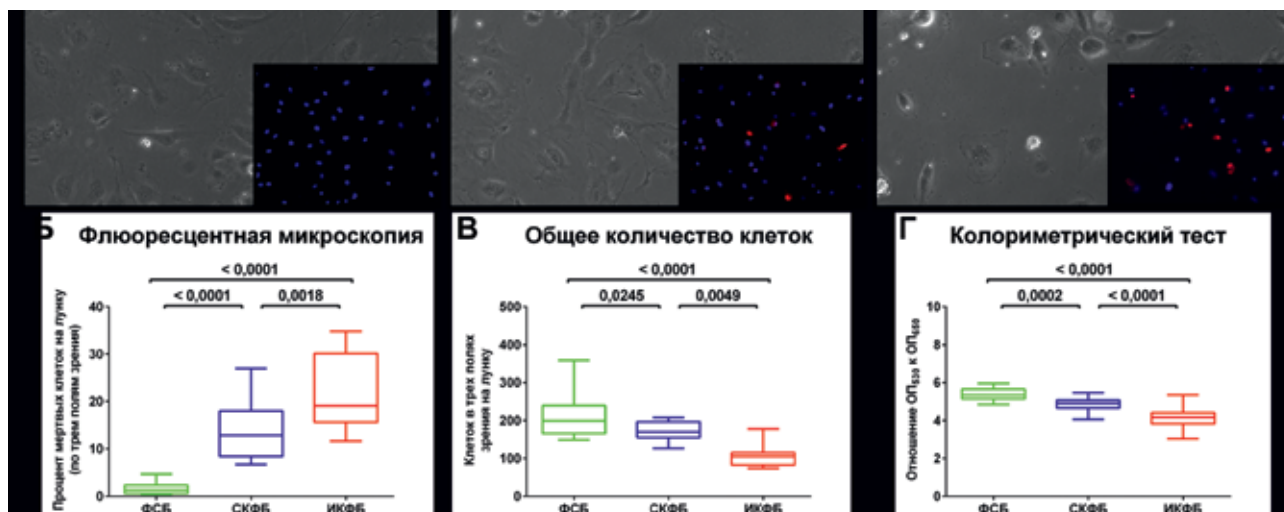 Б Флюоресцентная микроскопия
< 0,0001
< 0,0001 0,0018
Процент мертвых клеток на лунку
(по трем полям зрения)
40
30
20
10
0
ФСБ СКФБ ИКФБ
В Общее количество клеток
< 0,0001
0,0245 0,0049
Клеток в трех полях
зрения на лунку
500
400
300
200
100
0
ФСБ СКФБ ИКФБ
Г Колориметрический тест
< 0,0001
0,0002 < 0,0001
Отношение ОП530 к ОП650
10
8
6
4
2
0
ФСБ СКФБ ИКФБ